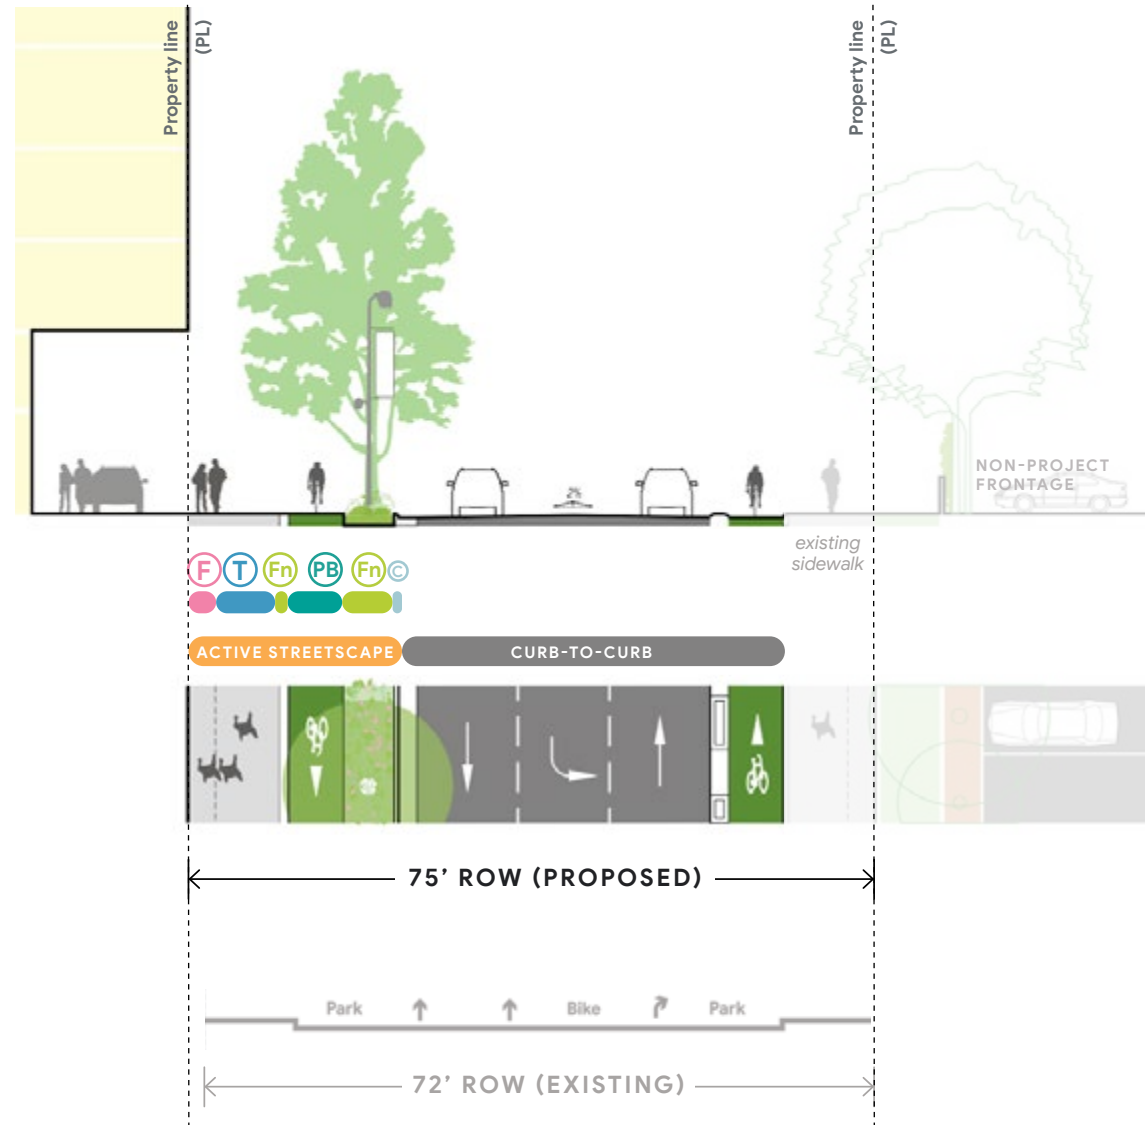 Property line
(PL)
Property line
(PL)
NON-PROJECT
FRONTAGE
existing
sidewalk
F T Fn PB Fn C
ACTIVE STREETSCAPE
CURB-TO-CURB
75’ ROW (PROPOSED)
Park Bike Park
72’ ROW (EXISTING)